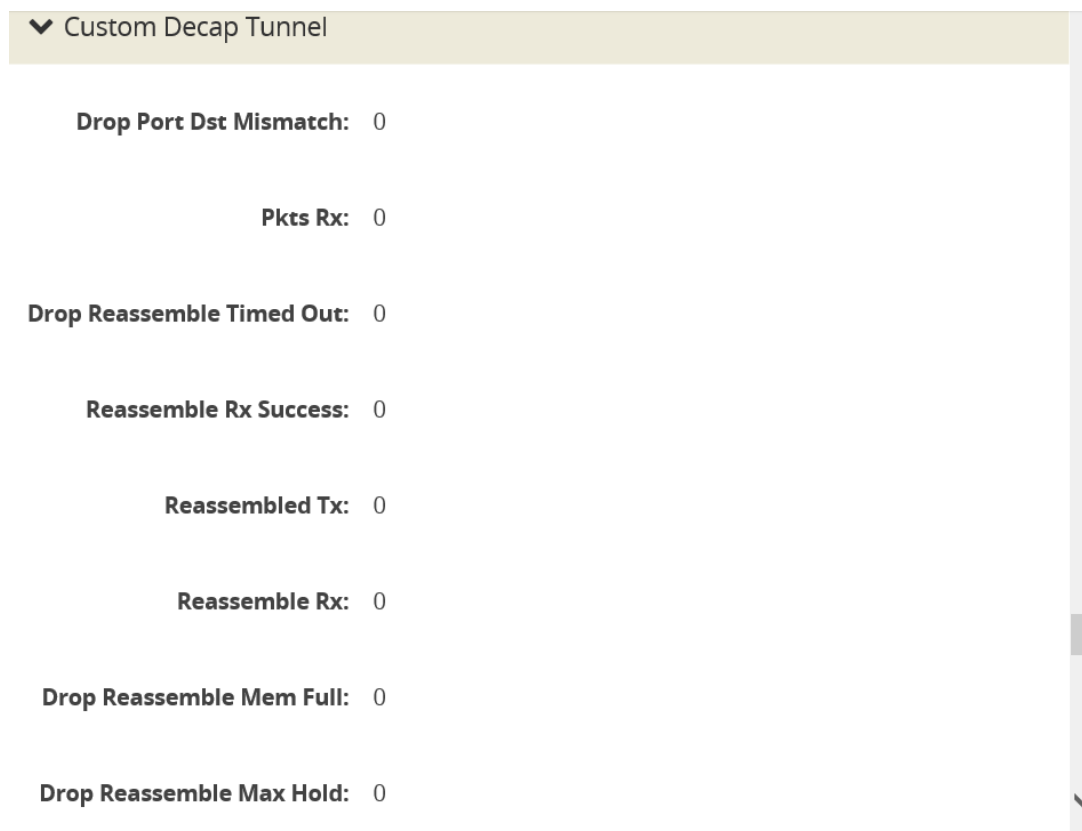 Custom Decap Tunnel
Drop Port Dst Mismatch: 0
Pkts Rx: 0
Drop Reassemble Timed Out: 0
Reassemble Rx Success: 0
Reassembled Tx: 0
Reassemble Rx: 0
Drop Reassemble Mem Full: 0
Drop Reassemble Max Hold: 0